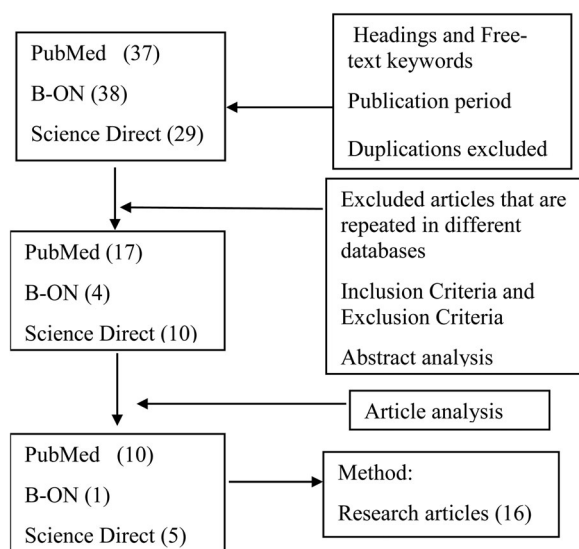 PubMed (37)
B-ON (38)
Science Direct (29)
Headings and Free-
text keywords
Publication period
Duplications excluded
Excluded articles that are
repeated in different
databases
Inclusion Criteria and
Exclusion Criteria
Abstract analysis
PubMed (17)
B-ON (4)
Science Direct (10)
Article analysis
PubMed (10)
B-ON (1)
Science Direct (5)
Method:
Research articles (16)